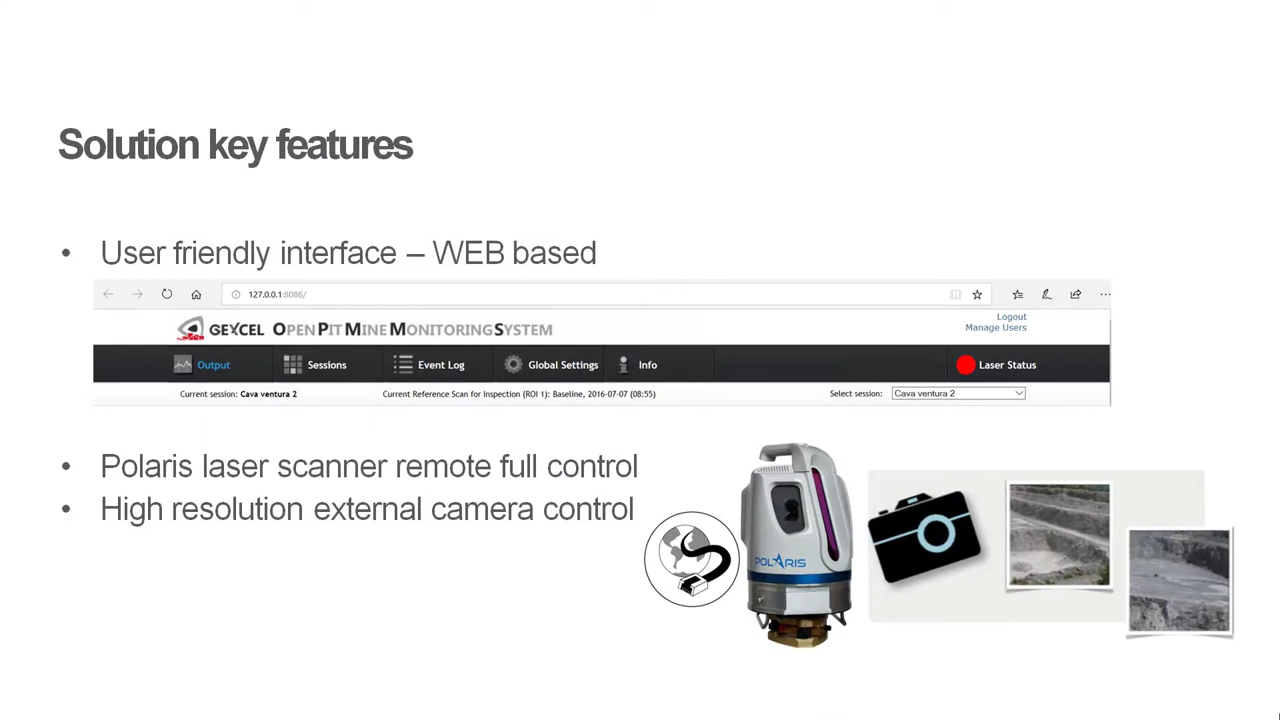 Solution key features
• User friendly interface – WEB based
127.0.0.1:8086/
GEXCEL OPEN PIT MINE MONITORING SYSTEM
Logout
Manage Users
Output Sessions Event Log Global Settings Info Laser Status
Current session: Cava ventura 2 Current Reference Scan for Inspection (ROI 1): Baseline, 2016-07-07 (08:55) Select session: Cava ventura 2
• Polaris laser scanner remote full control
• High resolution external camera control
POLARIS